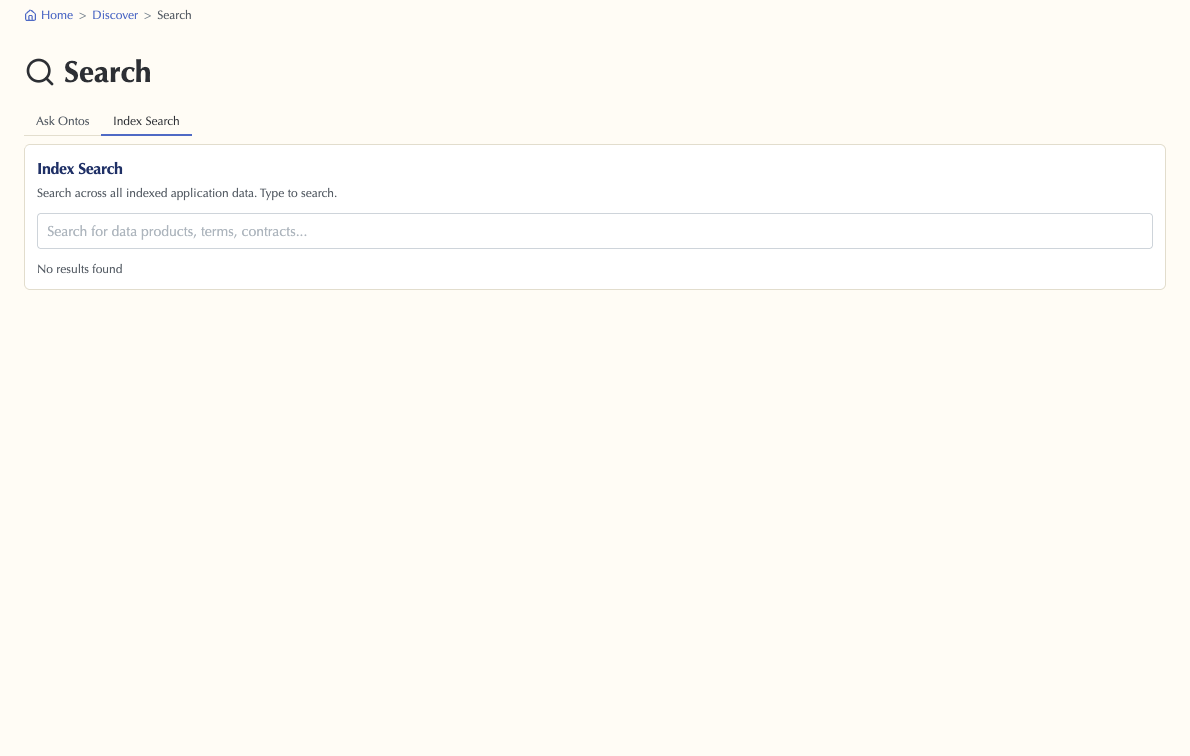 Home > Discover > Search
Search
Ask Ontos Index Search
Index Search
Search across all indexed application data. Type to search.
Search for data products, terms, contracts...
No results found